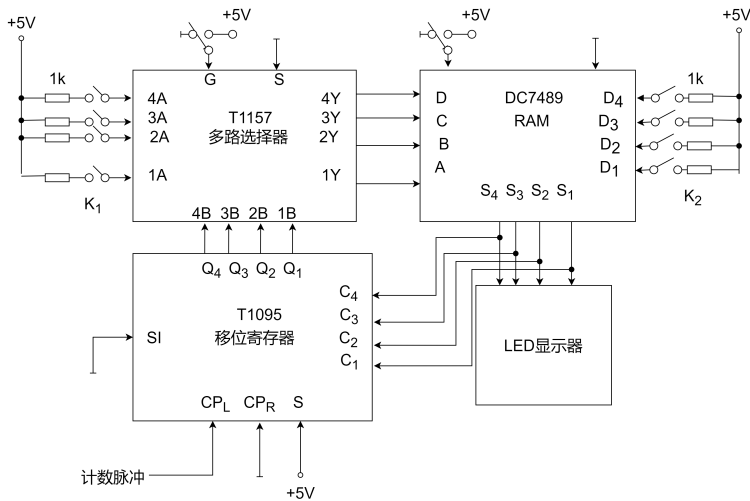 +5V +5V +5V +5V
1k G S 1k
4A T1157 4Y D DC7489 D4
3A 多路选择器 3Y C RAM D3
2A 2Y B D2
1A 1Y A D1
K1 S4 S3 S2 S1 K2
4B 3B 2B 1B
Q4 Q3 Q2 Q1
C4
T1095 C3
SI 移位寄存器 C2 LED显示器
C1
CPL CPR S
计数脉冲
+5V